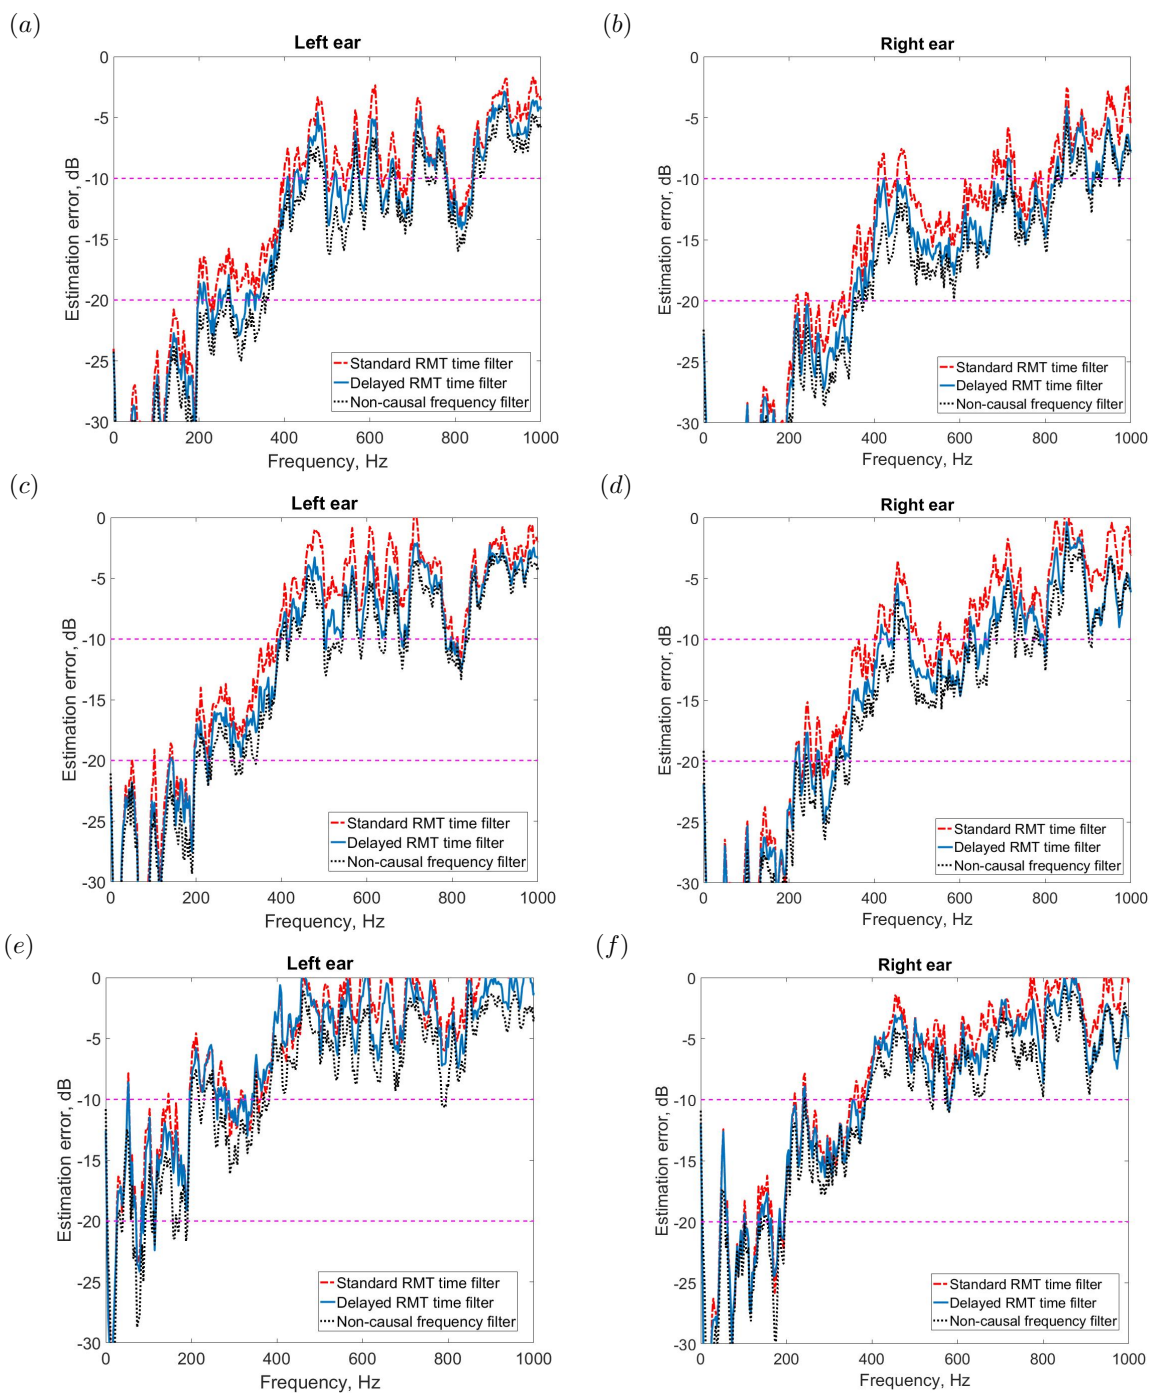 (a)
Left ear
0
-5
-10
-15
-20
-25
-30
Estimation error, dB
0 200 400 600 800 1000
Frequency, Hz
Standard RMT time filter
Delayed RMT time filter
Non-causal frequency filter
(b)
Right ear
0
-5
-10
-15
-20
-25
-30
Estimation error, dB
0 200 400 600 800 1000
Frequency, Hz
Standard RMT time filter
Delayed RMT time filter
Non-causal frequency filter
(c)
Left ear
0
-5
-10
-15
-20
-25
-30
Estimation error, dB
0 200 400 600 800 1000
Frequency, Hz
Standard RMT time filter
Delayed RMT time filter
Non-causal frequency filter
(d)
Right ear
0
-5
-10
-15
-20
-25
-30
Estimation error, dB
0 200 400 600 800 1000
Frequency, Hz
Standard RMT time filter
Delayed RMT time filter
Non-causal frequency filter
(e)
Left ear
0
-5
-10
-15
-20
-25
-30
Estimation error, dB
0 200 400 600 800 1000
Frequency, Hz
Standard RMT time filter
Delayed RMT time filter
Non-causal frequency filter
(f)
Right ear
0
-5
-10
-15
-20
-25
-30
Estimation error, dB
0 200 400 600 800 1000
Frequency, Hz
Standard RMT time filter
Delayed RMT time filter
Non-causal frequency filter